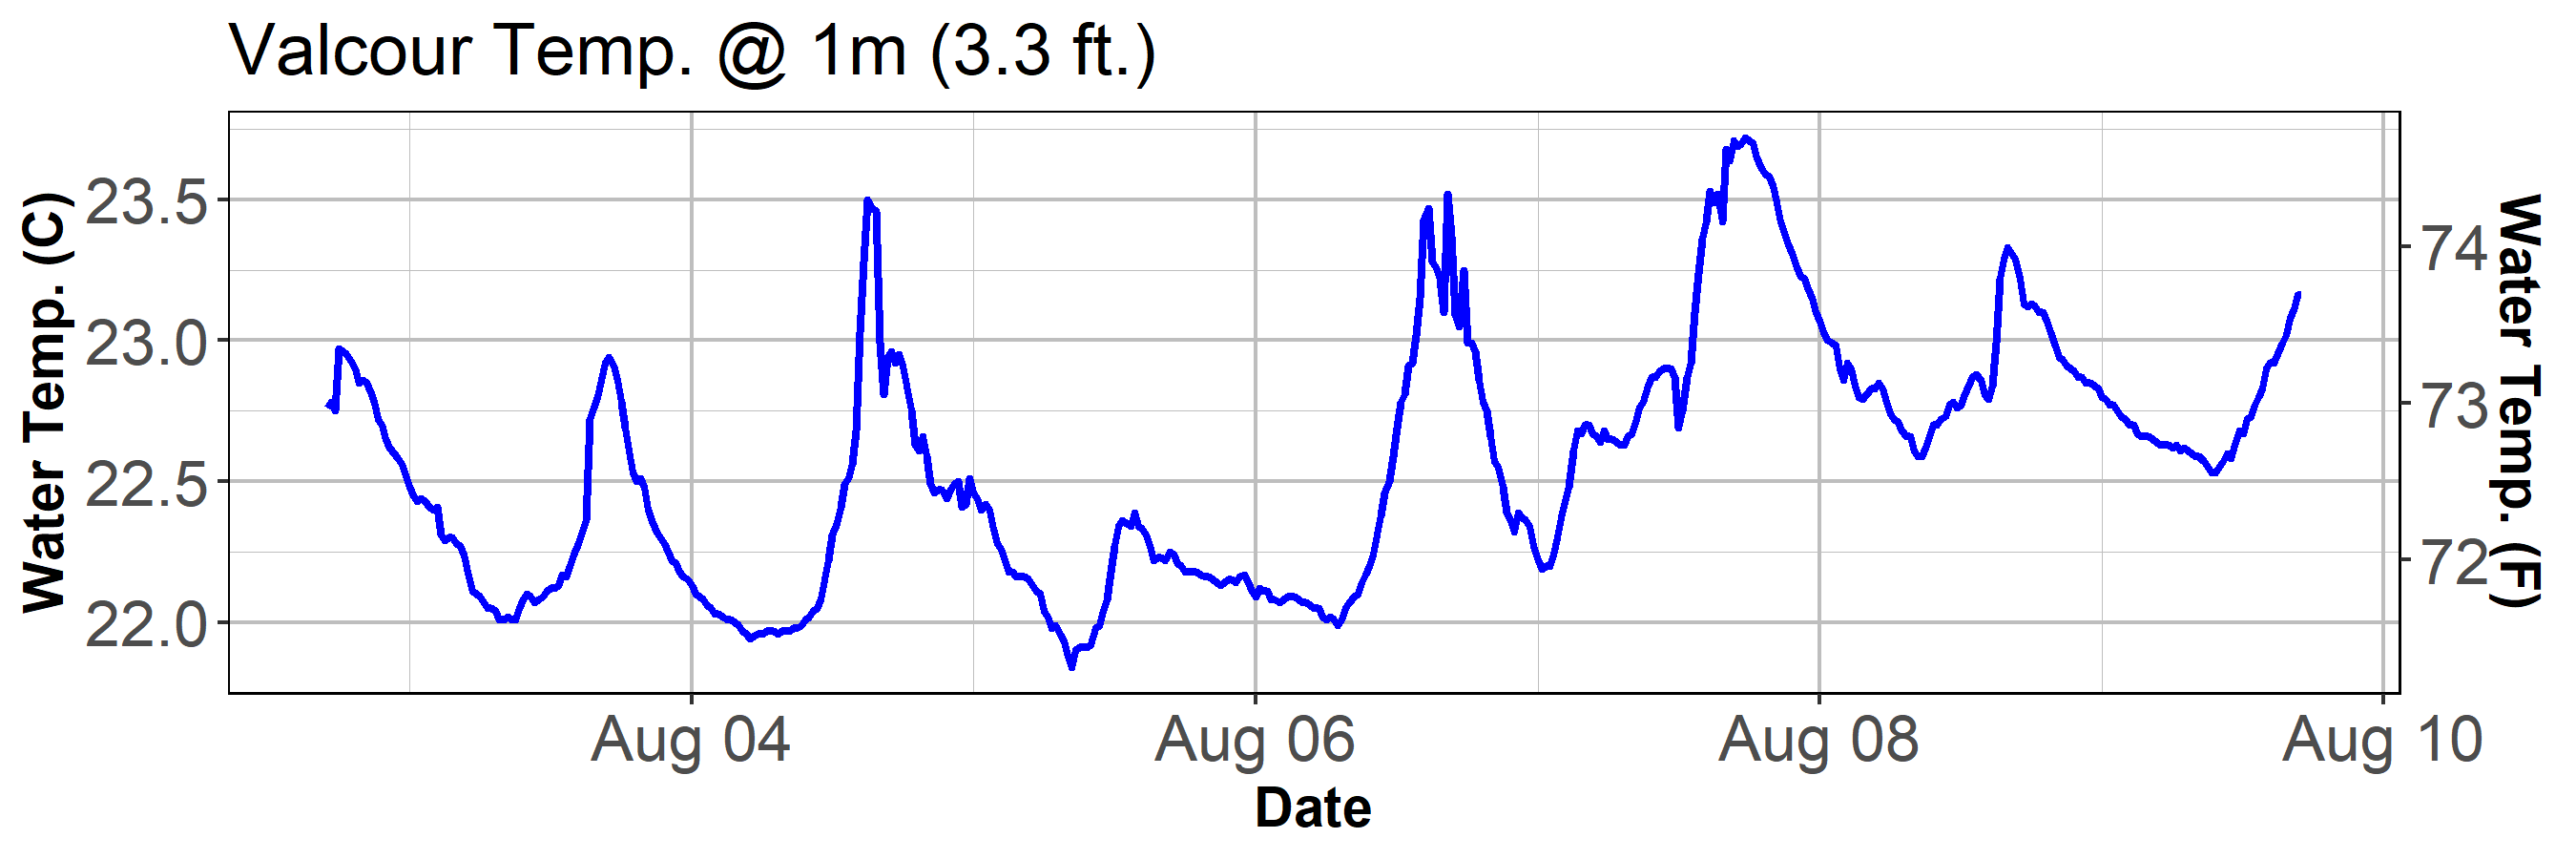 Valcour Temp. @ 1m (3.3 ft.)
Water Temp. (C)
23.5
23.0
22.5
22.0
74
73
72
Water Temp. (F)
Aug 04
Aug 06
Aug 08
Aug 10
Date